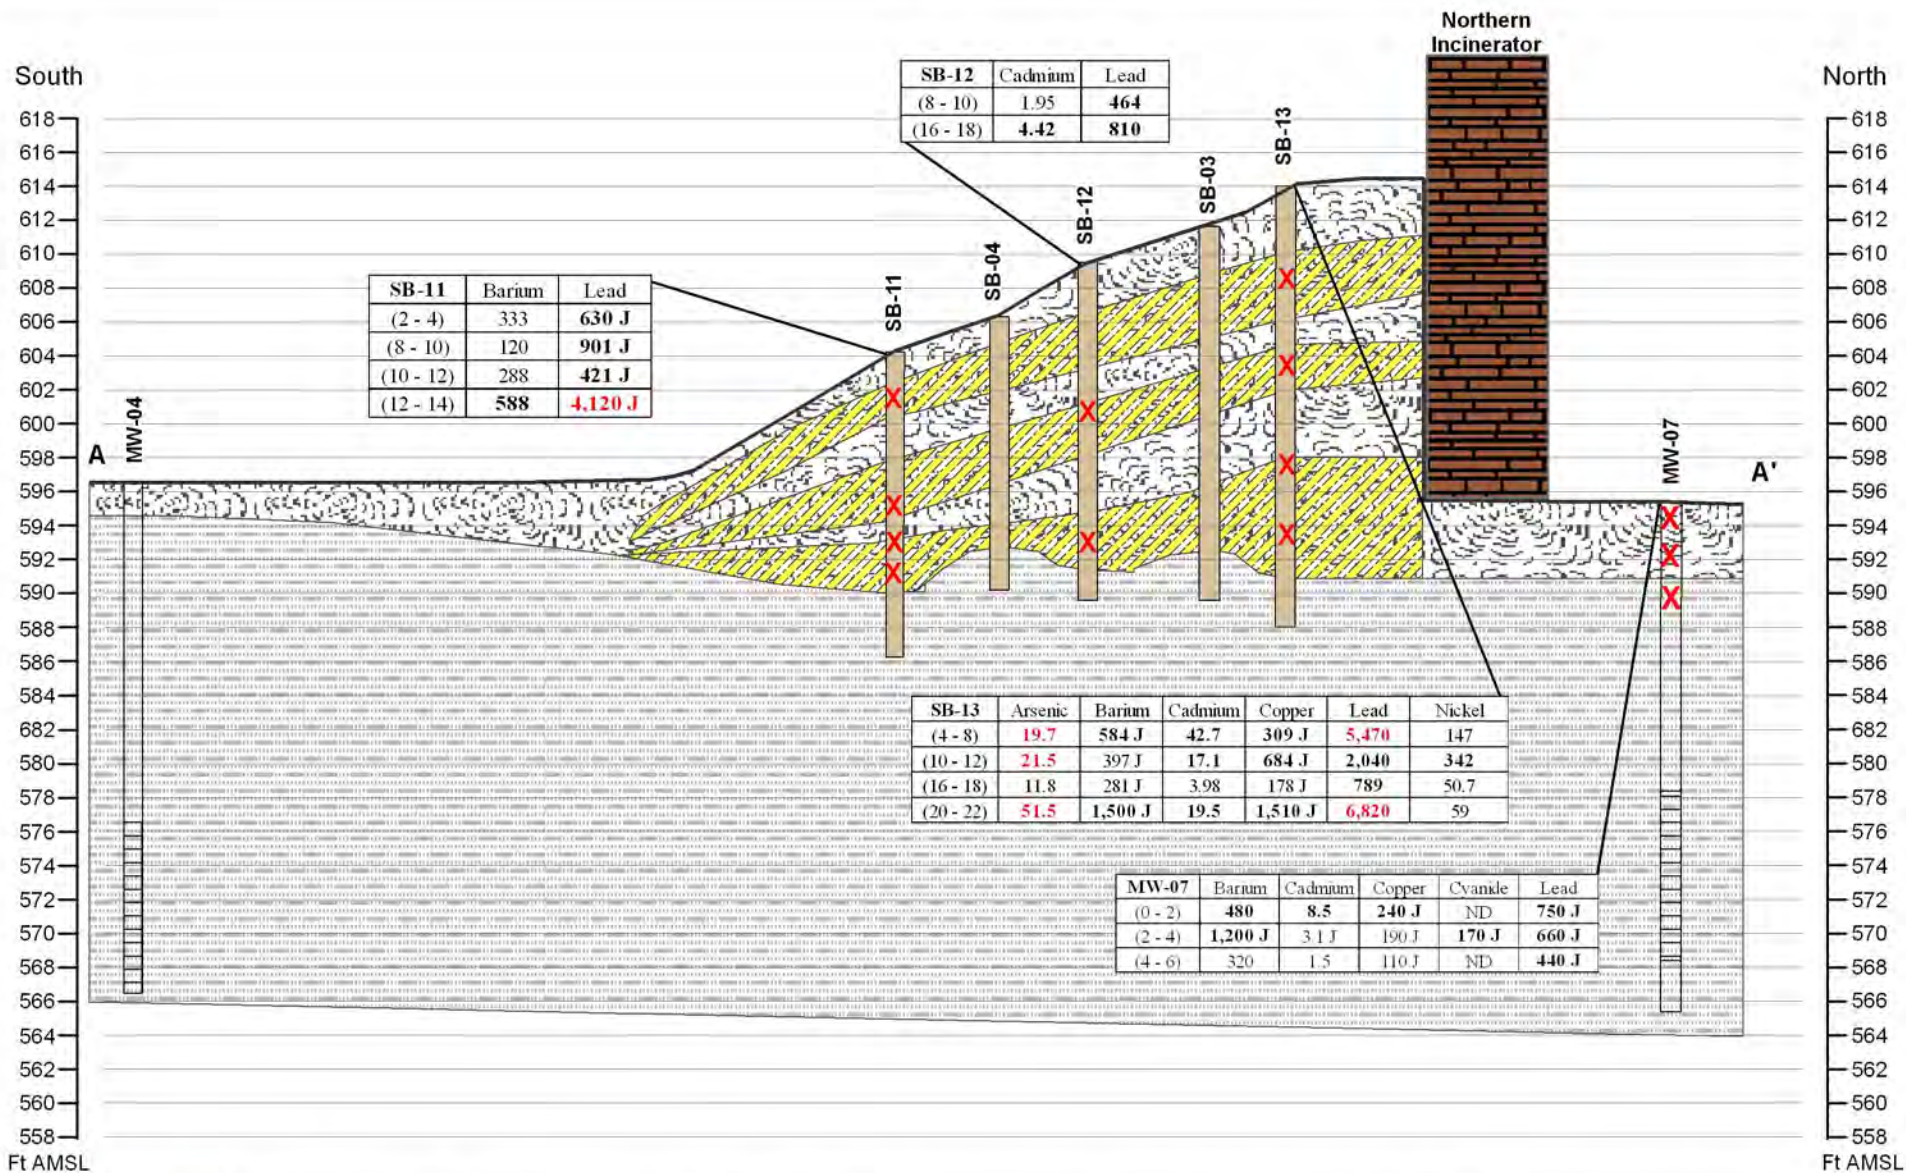 Northern
Incinerator
South
North
SB-12 Cadmium Lead
(8 - 10) 1.95 464
(16 - 18) 4.42 810
618 618
616 616
614 614
612 612
610 610
608 608
606 606
604 604
602 602
600 600
598 598
596 596
594 594
592 592
590 590
588 588
586 586
584 584
682 682
580 580
578 578
576 576
574 574
572 572
570 570
568 568
566 566
564 564
562 562
560 560
558 558
Ft AMSL
Ft AMSL
A
A'
MW-04
SB-11
SB-04
SB-12
SB-03
SB-13
MW-07
SB-11 Barium Lead
(2 - 4) 333 630 J
(8 - 10) 120 901 J
(10 - 12) 288 421 J
(12 - 14) 588 4,120 J
X
X
X
X
X
X
X
X
X
X
X
X
X
SB-13 Arsenic Barium Cadmium Copper Lead Nickel
(4 - 8) 19.7 584 J 42.7 309 J 5,470 147
(10 - 12) 21.5 397 J 17.1 684 J 2,040 342
(16 - 18) 11.8 281 J 3.98 178 J 789 50.7
(20 - 22) 51.5 1,500 J 19.5 1,510 J 6,820 59
MW-07 Barium Cadmium Copper Cyanide Lead
(0 - 2) 480 8.5 240 J ND 750 J
(2 - 4) 1,200 J 3.1 J 190 J 170 J 660 J
(4 - 6) 320 1.5 110 J ND 440 J